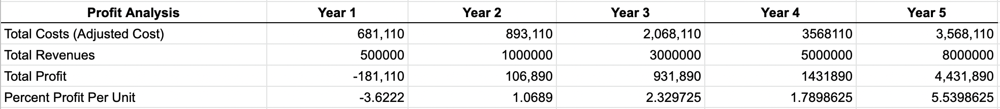 Profit Analysis Year 1 Year 2 Year 3 Year 4 Year 5
Total Costs (Adjusted Cost) 681,110 893,110 2,068,110 3568110 3,568,110
Total Revenues 500000 1000000 3000000 5000000 8000000
Total Profit -181,110 106,890 931,890 1431890 4,431,890
Percent Profit Per Unit -3.6222 1.0689 2.329725 1.7898625 5.5398625